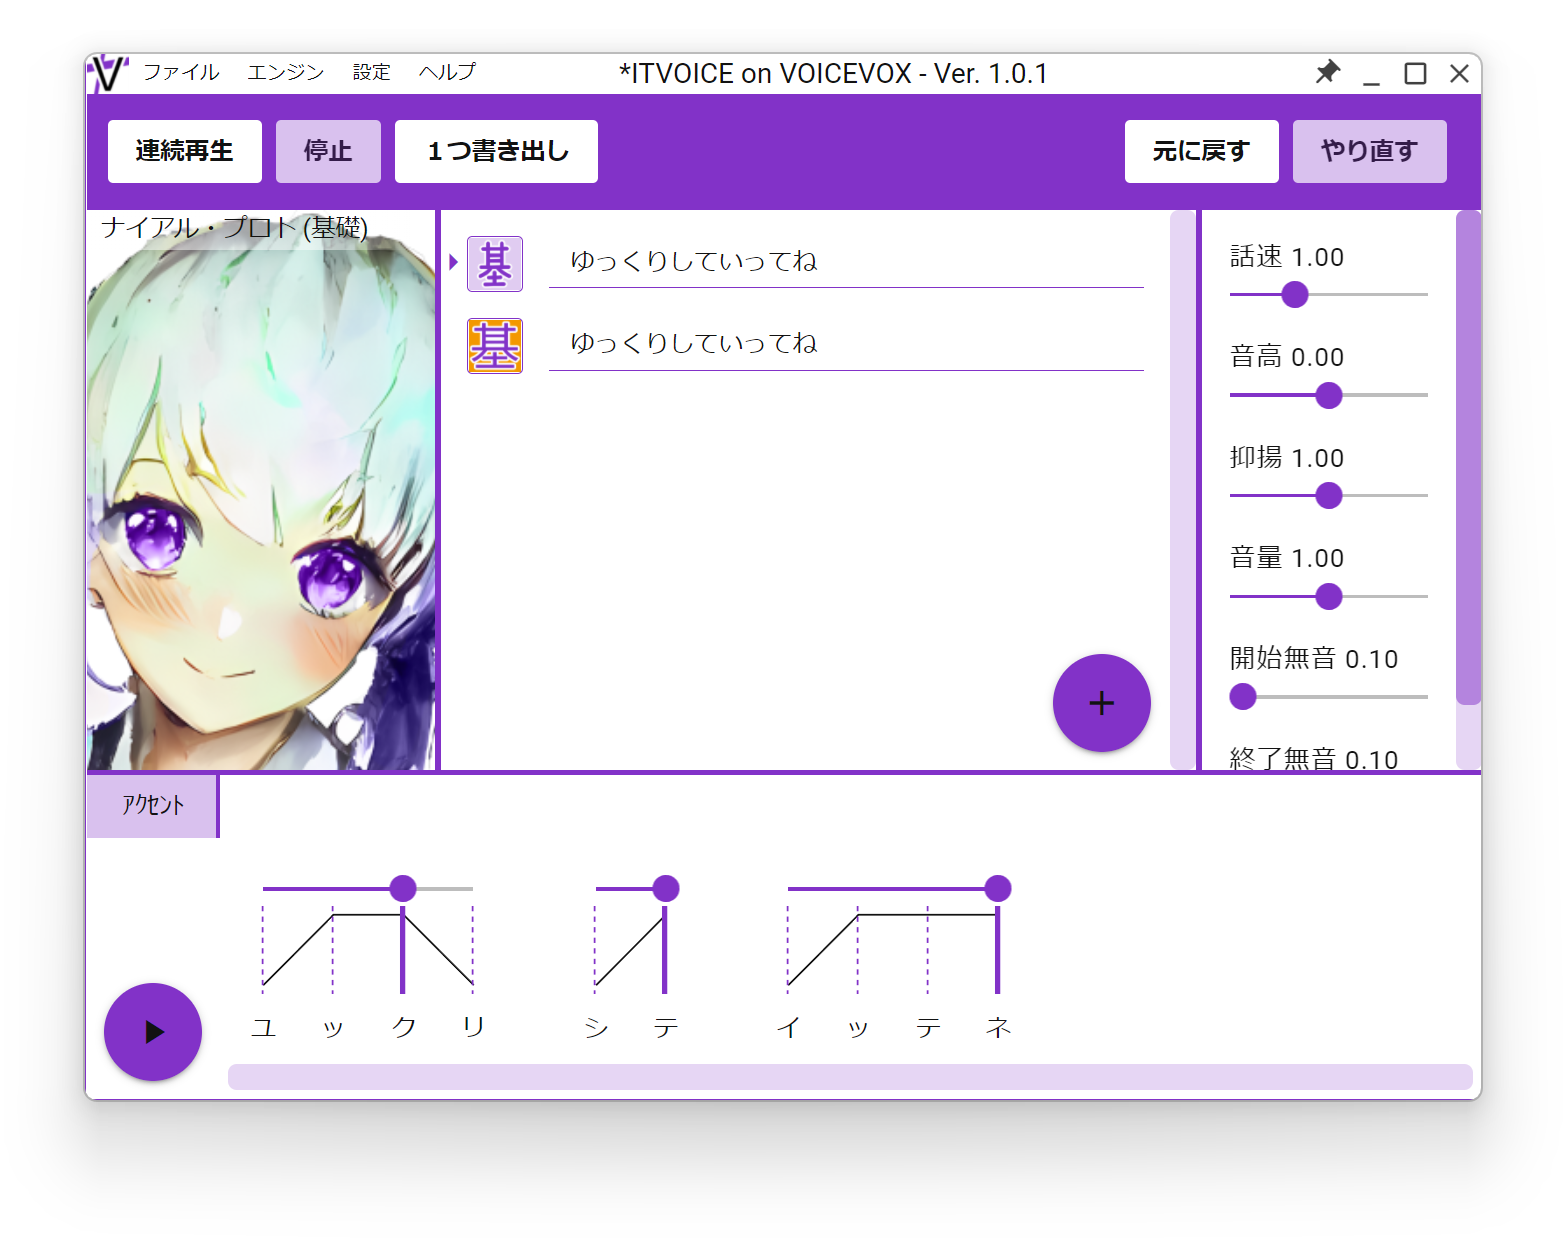 ファイル エンジン 設定 ヘルプ *ITVOICE on VOICEVOX - Ver. 1.0.1
連続再生 停止 1つ書き出し 元に戻す やり直す
ナイアル・プロト (基礎)
基 ゆっくりしていってね
基 ゆっくりしていってね
話速 1.00
音高 0.00
抑揚 1.00
音量 1.00
開始無音 0.10
終了無音 0.10
アクセント
ユ ッ ク リ シ テ イ ッ テ ネ